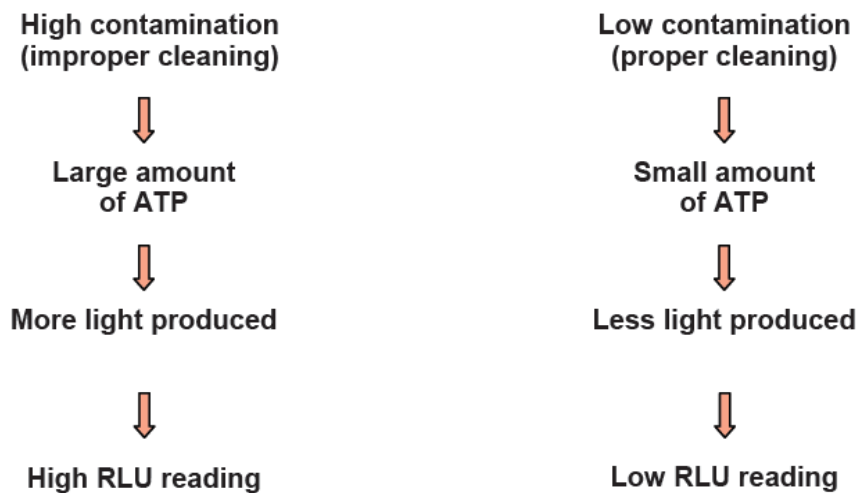 High contamination
(improper cleaning)
Large amount
of ATP
More light produced
High RLU reading
Low contamination
(proper cleaning)
Small amount
of ATP
Less light produced
Low RLU reading